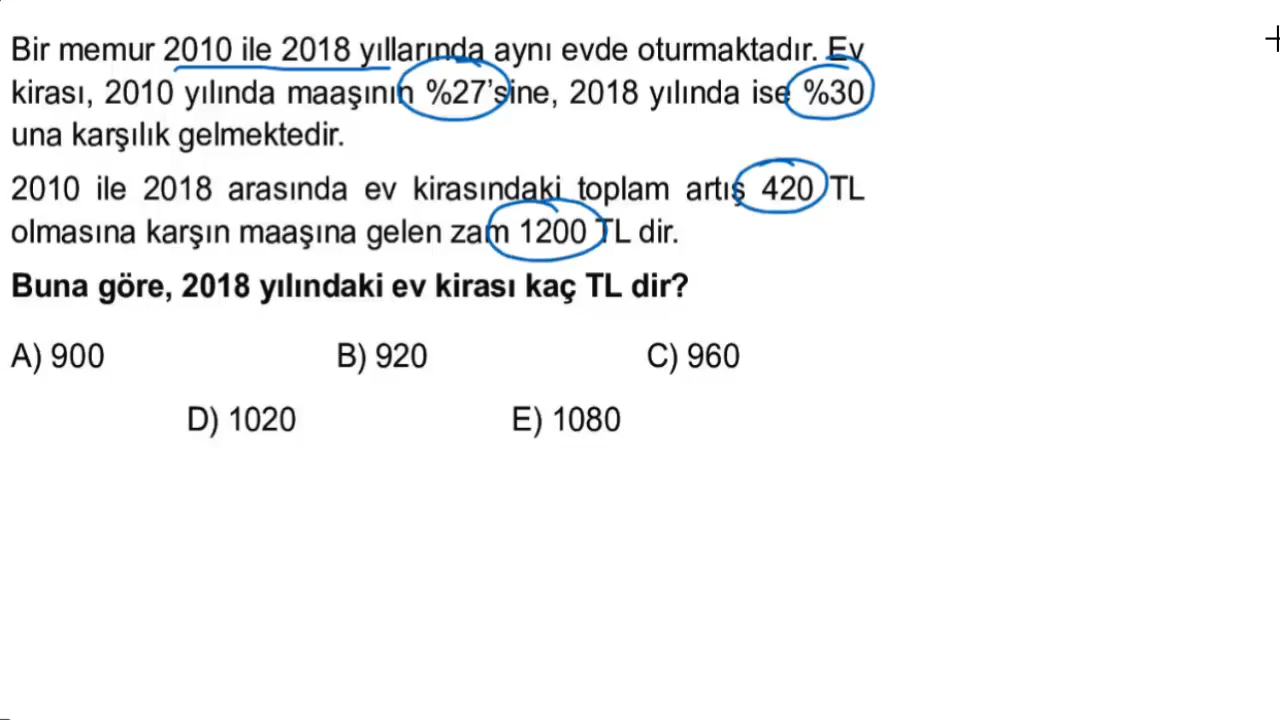 Bir memur 2010 ile 2018 yıllarında aynı evde oturmaktadır. Ev
kirası, 2010 yılında maaşının %27'sine, 2018 yılında ise %30
una karşılık gelmektedir.
2010 ile 2018 arasında ev kirasındaki toplam artış 420 TL
olmasına karşın maaşına gelen zam 1200 TL dir.
Buna göre, 2018 yılındaki ev kirası kaç TL dir?
A) 900 B) 920 C) 960
D) 1020 E) 1080